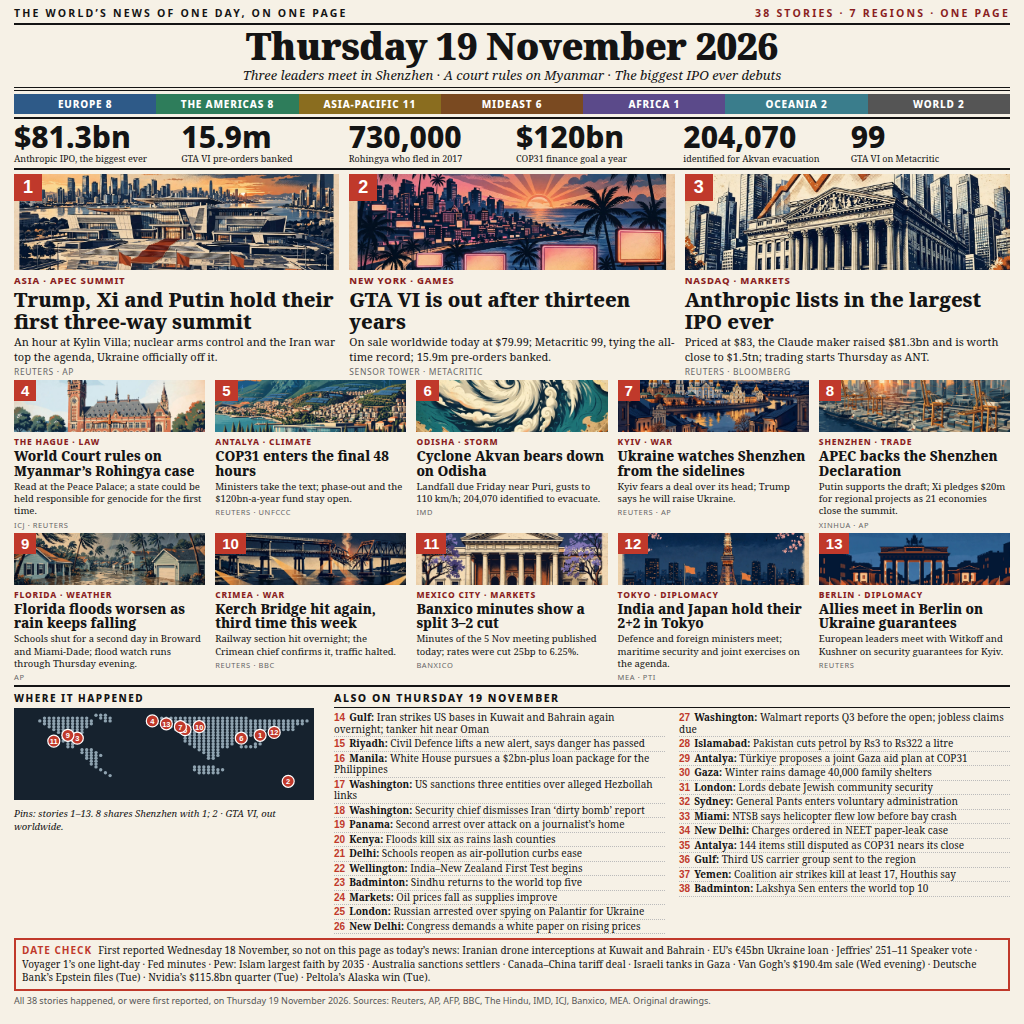 THE WORLD'S NEWS OF ONE DAY, ON ONE PAGE
38 STORIES · 7 REGIONS · ONE PAGE
Thursday 19 November 2026
Three leaders meet in Shenzhen · A court rules on Myanmar · The biggest IPO ever debuts
EUROPE 8
THE AMERICAS 8
ASIA-PACIFIC 11
MIDEAST 6
AFRICA 1
OCEANIA 2
WORLD 2
$81.3bn
Anthropic IPO, the biggest ever
15.9m
GTA VI pre-orders banked
730,000
Rohingya who fled in 2017
$120bn
COP31 finance goal a year
204,070
identified for Akvan evacuation
99
GTA VI on Metacritic
1
ASIA · APEC SUMMIT
Trump, Xi and Putin hold their
first three-way summit
An hour at Kylin Villa; nuclear arms control and the Iran war
top the agenda, Ukraine officially off it.
REUTERS · AP
2
NEW YORK · GAMES
GTA VI is out after thirteen
years
On sale worldwide today at $79.99; Metacritic 99, tying the all-
time record; 15.9m pre-orders banked.
SENSOR TOWER · METACRITIC
3
NASDAQ · MARKETS
Anthropic lists in the largest
IPO ever
Priced at $83, the Claude maker raised $81.3bn and is worth
close to $1.5tn; trading starts Thursday as ANT.
REUTERS · BLOOMBERG
4
THE HAGUE · LAW
World Court rules on
Myanmar's Rohingya case
Read at the Peace Palace; a state could be
held responsible for genocide for the first
time.
ICJ · REUTERS
5
ANTALYA · CLIMATE
COP31 enters the final 48
hours
Ministers take the text; phase-out and the
$120bn-a-year fund stay open.
REUTERS · UNFCCC
6
ODISHA · STORM
Cyclone Akvan bears down
on Odisha
Landfall due Friday near Puri, gusts to
110 km/h; 204,070 identified to evacuate.
IMD
7
KYIV · WAR
Ukraine watches Shenzhen
from the sidelines
Kyiv fears a deal over its head; Trump
says he will raise Ukraine.
REUTERS · AP
8
SHENZHEN · TRADE
APEC backs the Shenzhen
Declaration
Putin supports the draft; Xi pledges $20m
for regional projects as 21 economies
close the summit.
XINHUA · AP
9
FLORIDA · WEATHER
Florida floods worsen as
rain keeps falling
Schools shut for a second day in Broward
and Miami-Dade; flood watch runs
through Thursday evening.
AP
10
CRIMEA · WAR
Kerch Bridge hit again,
third time this week
Railway section hit overnight; the
Crimean chief confirms it, traffic halted.
REUTERS · BBC
11
MEXICO CITY · MARKETS
Banxico minutes show a
split 3–2 cut
Minutes of the 5 Nov meeting published
today; rates were cut 25bp to 6.25%.
BANXICO
12
TOKYO · DIPLOMACY
India and Japan hold their
2+2 in Tokyo
Defence and foreign ministers meet;
maritime security and joint exercises on
the agenda.
MEA · PTI
13
BERLIN · DIPLOMACY
Allies meet in Berlin on
Ukraine guarantees
European leaders meet with Witkoff and
Kushner on security guarantees for Kyiv.
REUTERS
WHERE IT HAPPENED
4
13
7
10
11
9
3
6
1
12
2
Pins: stories 1–13. 8 shares Shenzhen with 1; 2 · GTA VI, out
worldwide.
ALSO ON THURSDAY 19 NOVEMBER
14 Gulf: Iran strikes US bases in Kuwait and Bahrain again
overnight; tanker hit near Oman
15 Riyadh: Civil Defence lifts a new alert, says danger has passed
16 Manila: White House pursues a $2bn-plus loan package for the
Philippines
17 Washington: US sanctions three entities over alleged Hezbollah
links
18 Washington: Security chief dismisses Iran 'dirty bomb' report
19 Panama: Second arrest over attack on a journalist's home
20 Kenya: Floods kill six as rains lash counties
21 Delhi: Schools reopen as air-pollution curbs ease
22 Wellington: India–New Zealand First Test begins
23 Badminton: Sindhu returns to the world top five
24 Markets: Oil prices fall as supplies improve
25 London: Russian arrested over spying on Palantir for Ukraine
26 New Delhi: Congress demands a white paper on rising prices
27 Washington: Walmart reports Q3 before the open; jobless claims
due
28 Islamabad: Pakistan cuts petrol by Rs3 to Rs322 a litre
29 Antalya: Türkiye proposes a joint Gaza aid plan at COP31
30 Gaza: Winter rains damage 40,000 family shelters
31 London: Lords debate Jewish community security
32 Sydney: General Pants enters voluntary administration
33 Miami: NTSB says helicopter flew low before bay crash
34 New Delhi: Charges ordered in NEET paper-leak case
35 Antalya: 144 items still disputed as COP31 nears its close
36 Gulf: Third US carrier group sent to the region
37 Yemen: Coalition air strikes kill at least 17, Houthis say
38 Badminton: Lakshya Sen enters the world top 10
DATE CHECK First reported Wednesday 18 November, so not on this page as today's news: Iranian drone interceptions at Kuwait and Bahrain · EU's €45bn Ukraine loan · Jeffries' 251–11 Speaker vote ·
Voyager 1's one light-day · Fed minutes · Pew: Islam largest faith by 2035 · Australia sanctions settlers · Canada–China tariff deal · Israeli tanks in Gaza · Van Gogh's $190.4m sale (Wed evening) · Deutsche
Bank's Epstein files (Tue) · Nvidia's $115.8bn quarter (Tue) · Peltola's Alaska win (Tue).
All 38 stories happened, or were first reported, on Thursday 19 November 2026. Sources: Reuters, AP, AFP, BBC, The Hindu, IMD, ICJ, Banxico, MEA. Original drawings.